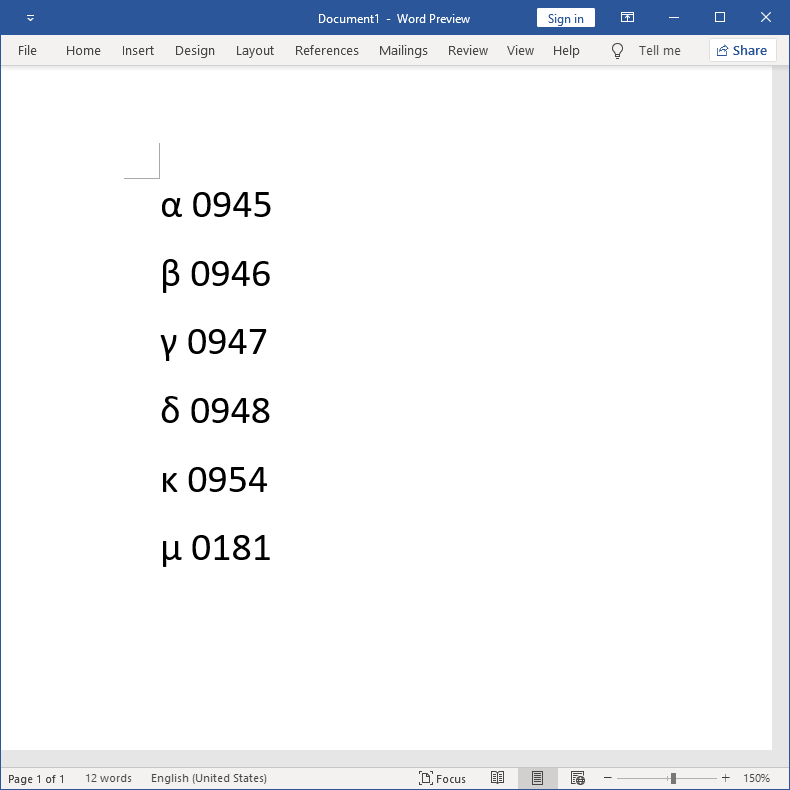 Document1 - Word Preview Sign in
File Home Insert Design Layout References Mailings Review View Help Tell me Share
α 0945
β 0946
γ 0947
δ 0948
κ 0954
µ 0181
Page 1 of 1 12 words English (United States) Focus 150%